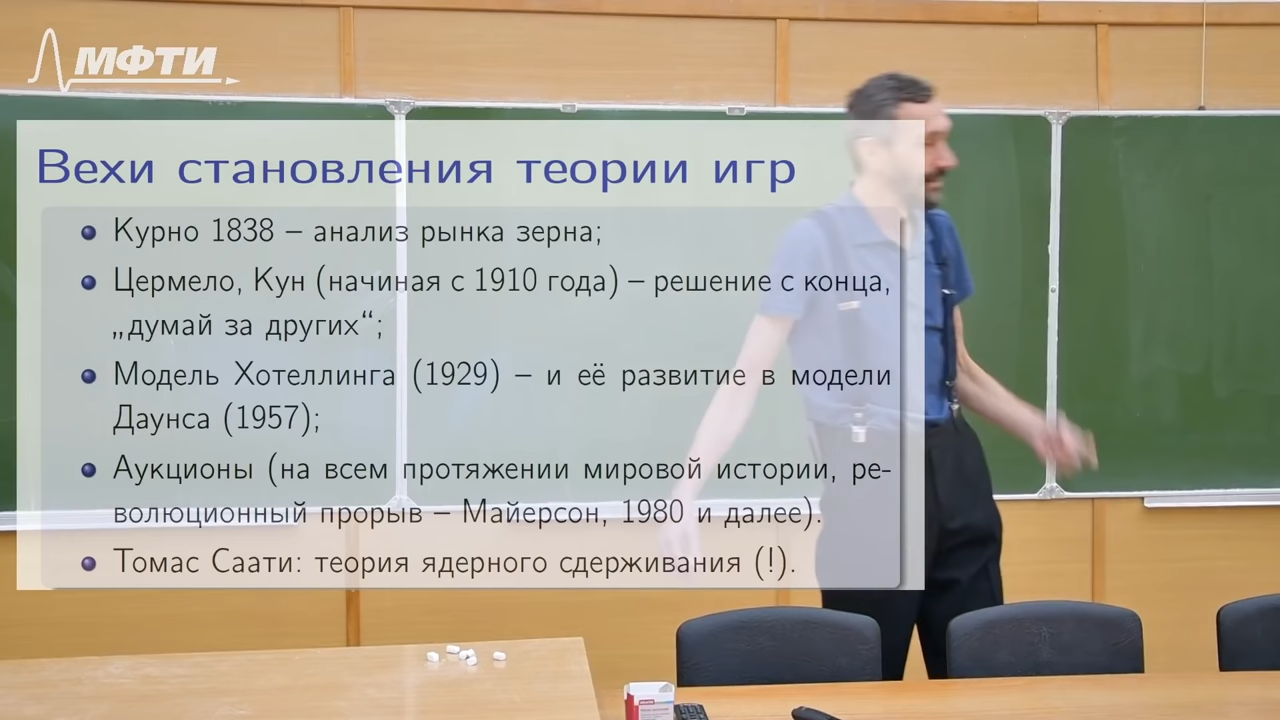 МФТИ
Вехи становления теории игр
Курно 1838 – анализ рынка зерна;
Цермело, Кун (начиная с 1910 года) – решение с конца,
„думай за других“;
Модель Хотеллинга (1929) – и её развитие в модели
Даунса (1957);
Аукционы (на всем протяжении мировой истории, ре-
волюционный прорыв – Майерсон, 1980 и далее).
Томас Саати: теория ядерного сдерживания (!).